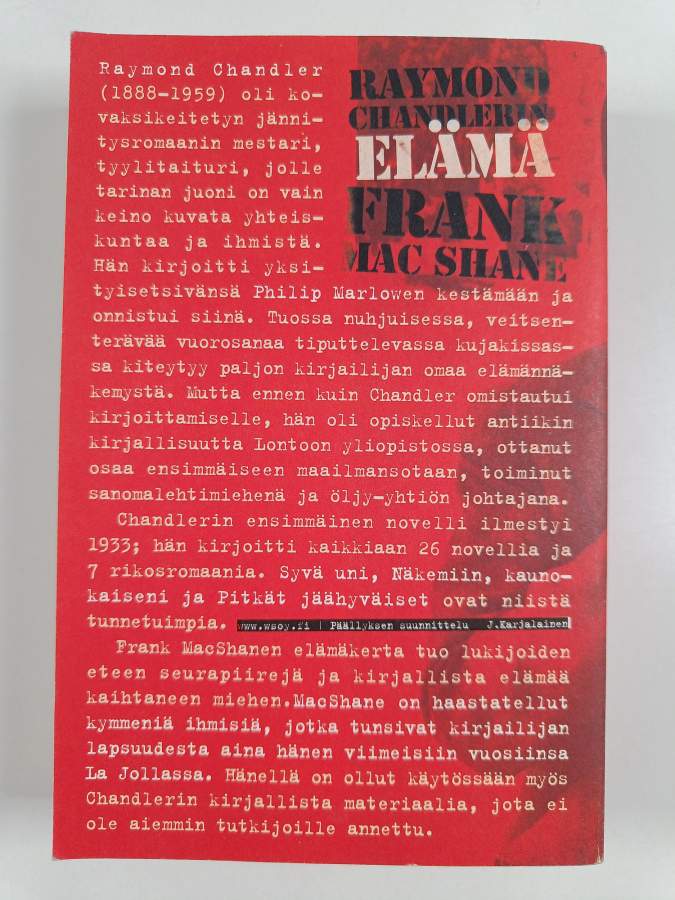 Raymond Chandler
(1888-1959) oli ko-
vaksikeitetyn jänni-
tysromaanin mestari,
tyylitaituri, jolle
tarinan juoni on vain
keino kuvata yhteis-
kuntaa ja ihmistä.
Hän kirjoitti yksi-
RAYMOND
CHANDLERIN
ELÄMÄ
FRANK
MAC SHANE
tyisetsivänsä Philip Marlowen kestämään ja
onnistui siinä. Tuossa nuhjuisessa, veitsen-
terävää vuorosanaa tiputtelevassa kujakissas-
sa kiteytyy paljon kirjailijan omaa elämännä-
kemystä. Mutta ennen kuin Chandler omistautui
kirjoittamiselle, hän oli opiskellut antiikin
kirjallisuutta Lontoon yliopistossa, ottanut
osaa ensimmäiseen maailmansotaan, toiminut
sanomalehtimiehenä ja öljy-yhtiön johtajana.
Chandlerin ensimmäinen novelli ilmestyi
1933; hän kirjoitti kaikkiaan 26 novellia ja
7 rikosromaania. Syvä uni, Näkemiin, kauno-
kaiseni ja Pitkät jäähyväiset ovat niistä
tunnetuimpia. www.wsoy.fi | Päällyksen suunnittelu J.Karjalainen
Frank MacShanen elämäkerta tuo lukijoiden
eteen seurapiirejä ja kirjallista elämää
kaihtaneen miehen.MacShane on haastatellut
kymmeniä ihmisiä, jotka tunsivat kirjailijan
lapsuudesta aina hänen viimeisiin vuosiinsa
La Jollassa. Hänellä on ollut käytössään myös
Chandlerin kirjallista materiaalia, jota ei
ole aiemmin tutkijoille annettu.